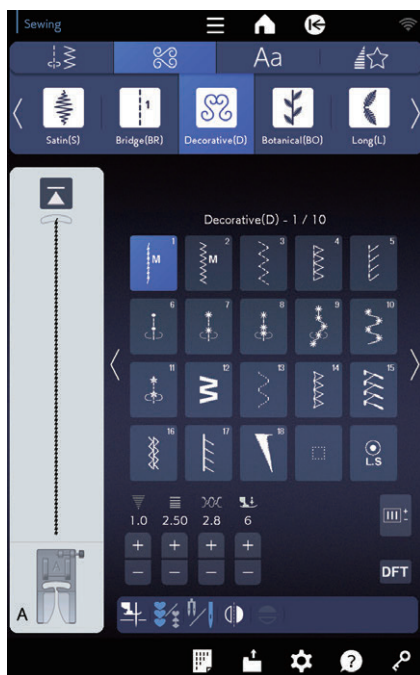 Sewing
Aa
1
Satin(S) Bridge(BR) Decorative(D) Botanical(BO) Long(L)
Decorative(D) - 1 / 10
1 M 2 M 3 4 5
6 7 8 9 10
11 12 13 14 15
16 17 18 L.S
1.0 2.50 2.8 6
+ + + +
− − − −
DFT
A
?